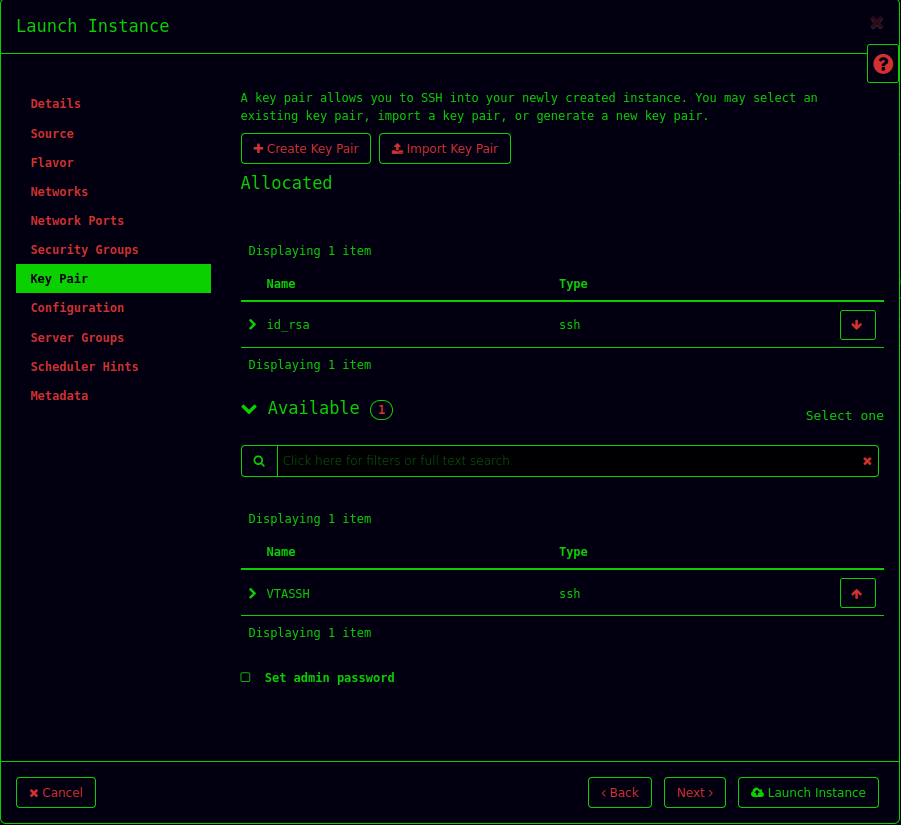 Launch Instance
Details
Source
Flavor
Networks
Network Ports
Security Groups
Key Pair
Configuration
Server Groups
Scheduler Hints
Metadata
A key pair allows you to SSH into your newly created instance. You may select an
existing key pair, import a key pair, or generate a new key pair.
Create Key Pair Import Key Pair
Allocated
Displaying 1 item
Name Type
id_rsa ssh
Displaying 1 item
Available 1
Select one
Click here for filters or full text search.
Displaying 1 item
Name Type
VTASSH ssh
Displaying 1 item
Set admin password
Cancel ‹ Back Next › Launch Instance